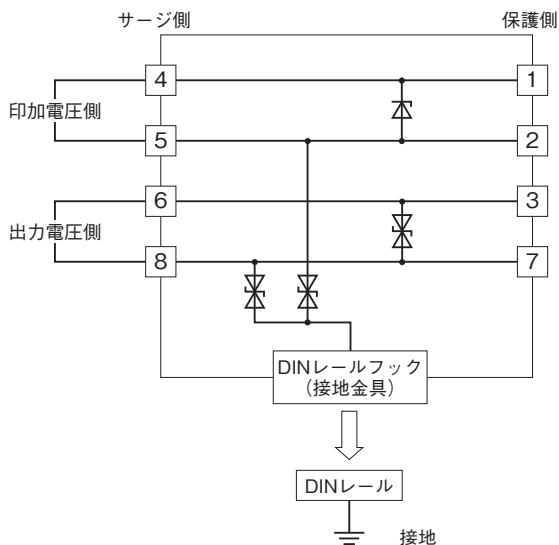 サージ側
保護側
4
1
印加電圧側
5
2
6
3
出力電圧側
8
7
DINレールフック
(接地金具)
DINレール
接地